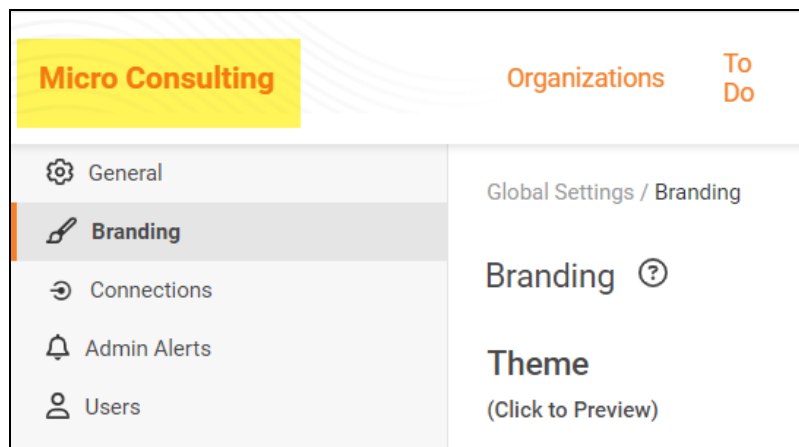 Micro Consulting
Organizations
To
Do
General
Branding
Connections
Admin Alerts
Users
Global Settings / Branding
Branding ?
Theme
(Click to Preview)